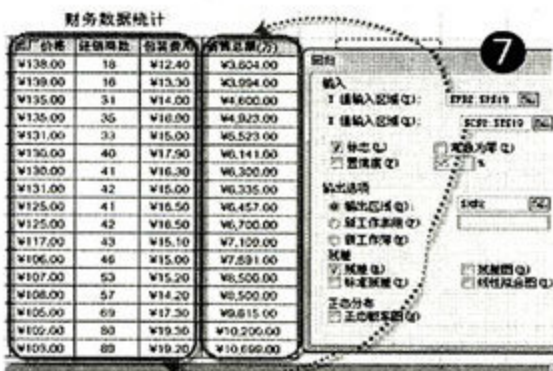 财务数据统计
出厂价格 经销商数 包装费用 销售总额(万)
¥138.00 18 ¥12.40 ¥3,604.00
¥139.00 16 ¥13.30 ¥3,994.00
¥135.00 31 ¥14.00 ¥4,600.00
¥135.00 35 ¥4,923.00
¥131.00 33 ¥15.00 ¥5,523.00
¥130.00 40 ¥17.90 ¥6,141.00
¥130.00 41 ¥16.30 ¥6,300.00
¥131.00 42 ¥15.00 ¥6,335.00
¥125.00 41 ¥16.50 ¥6,457.00
¥125.00 42 ¥16.50 ¥6,700.00
¥117.00 43 ¥15.10 ¥7,100.00
¥106.00 46 ¥15.00 ¥7,591.00
¥107.00 53 ¥15.20 ¥8,500.00
¥108.00 57 ¥14.20 ¥8,500.00
¥105.00 69 ¥17.30 ¥9,815.00
¥102.00 80 ¥19.30 ¥10,200.00
¥103.00 83 ¥19.20 ¥10,699.00
7
回归
输入
值输入区域
值输入区域
标志(L) 常数为零
置信度 %
输出选项
输出区域
新工作表组
新工作簿
残差
残差 残差图
标准残差 线性拟合图
正态分布
正态概率图